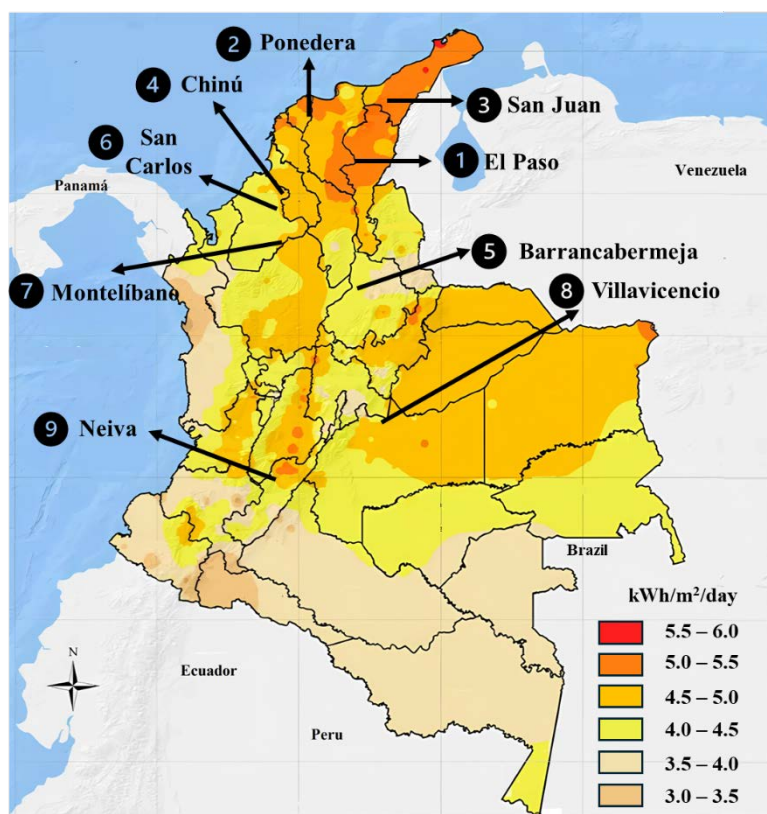 2 Ponedera
4 Chinú
3 San Juan
6 San
Carlos
1 El Paso
Venezuela
Panamá
5 Barrancabermeja
7 Montelíbano
8 Villavicencio
9 Neiva
Brazil
kWh/m²/day
5.5 – 6.0
5.0 – 5.5
4.5 – 5.0
4.0 – 4.5
3.5 – 4.0
3.0 – 3.5
N
Ecuador
Peru